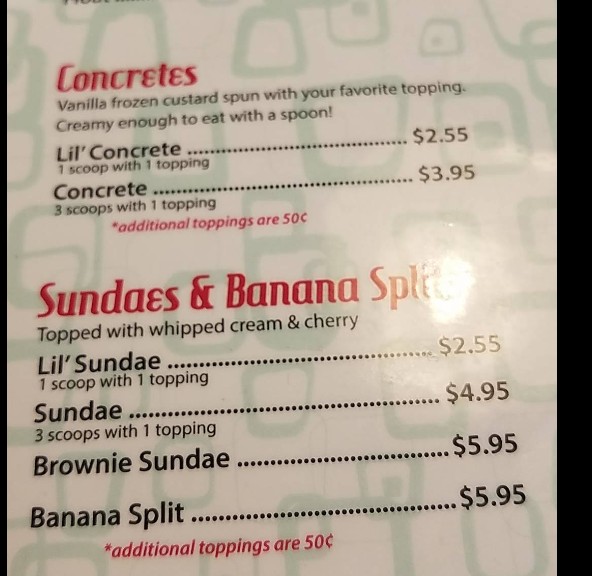 Concretes
Vanilla frozen custard spun with your favorite topping.
Creamy enough to eat with a spoon!
Lil' Concrete ........................................ $2.55
1 scoop with 1 topping
Concrete ............................................... $3.95
3 scoops with 1 topping
*additional toppings are 50¢
Sundaes & Banana Split
Topped with whipped cream & cherry
Lil' Sundae ............................................. $2.55
1 scoop with 1 topping
Sundae .................................................... $4.95
3 scoops with 1 topping
Brownie Sundae ................................... $5.95
Banana Split ........................................... $5.95
*additional toppings are 50¢